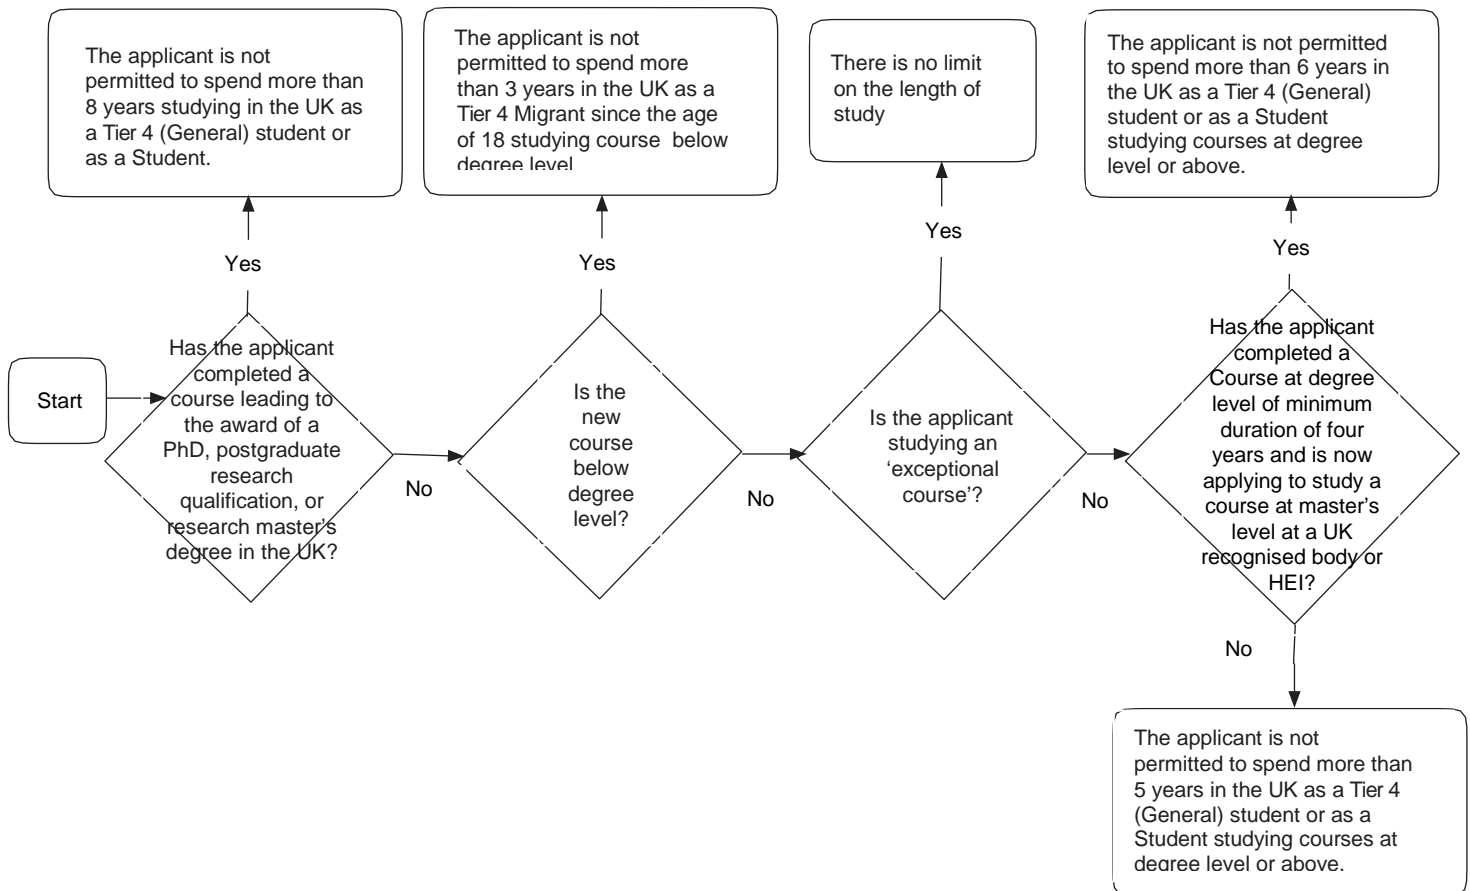 The applicant is not
permitted to spend more than
8 years studying in the UK as
a Tier 4 (General) student or
as a Student.
The applicant is not
permitted to spend more
than 3 years in the UK as a
Tier 4 Migrant since the age
of 18 studying course below
degree level
There is no limit
on the length of
study
The applicant is not permitted
to spend more than 6 years in
the UK as a Tier 4 (General)
student or as a Student
studying courses at degree
level or above.
Yes
Yes
Yes
Yes
Start
Has the applicant
completed a
course leading to
the award of a
PhD, postgraduate
research
qualification, or
research master's
degree in the UK?
No
Is the
new
course
below
degree
level?
No
Is the applicant
studying an
‘exceptional
course’?
No
Has the applicant
completed a
Course at degree
level of minimum
duration of four
years and is now
applying to study a
course at master’s
level at a UK
recognised body or
HEI?
No
The applicant is not
permitted to spend more than
5 years in the UK as a Tier 4
(General) student or as a
Student studying courses at
degree level or above.